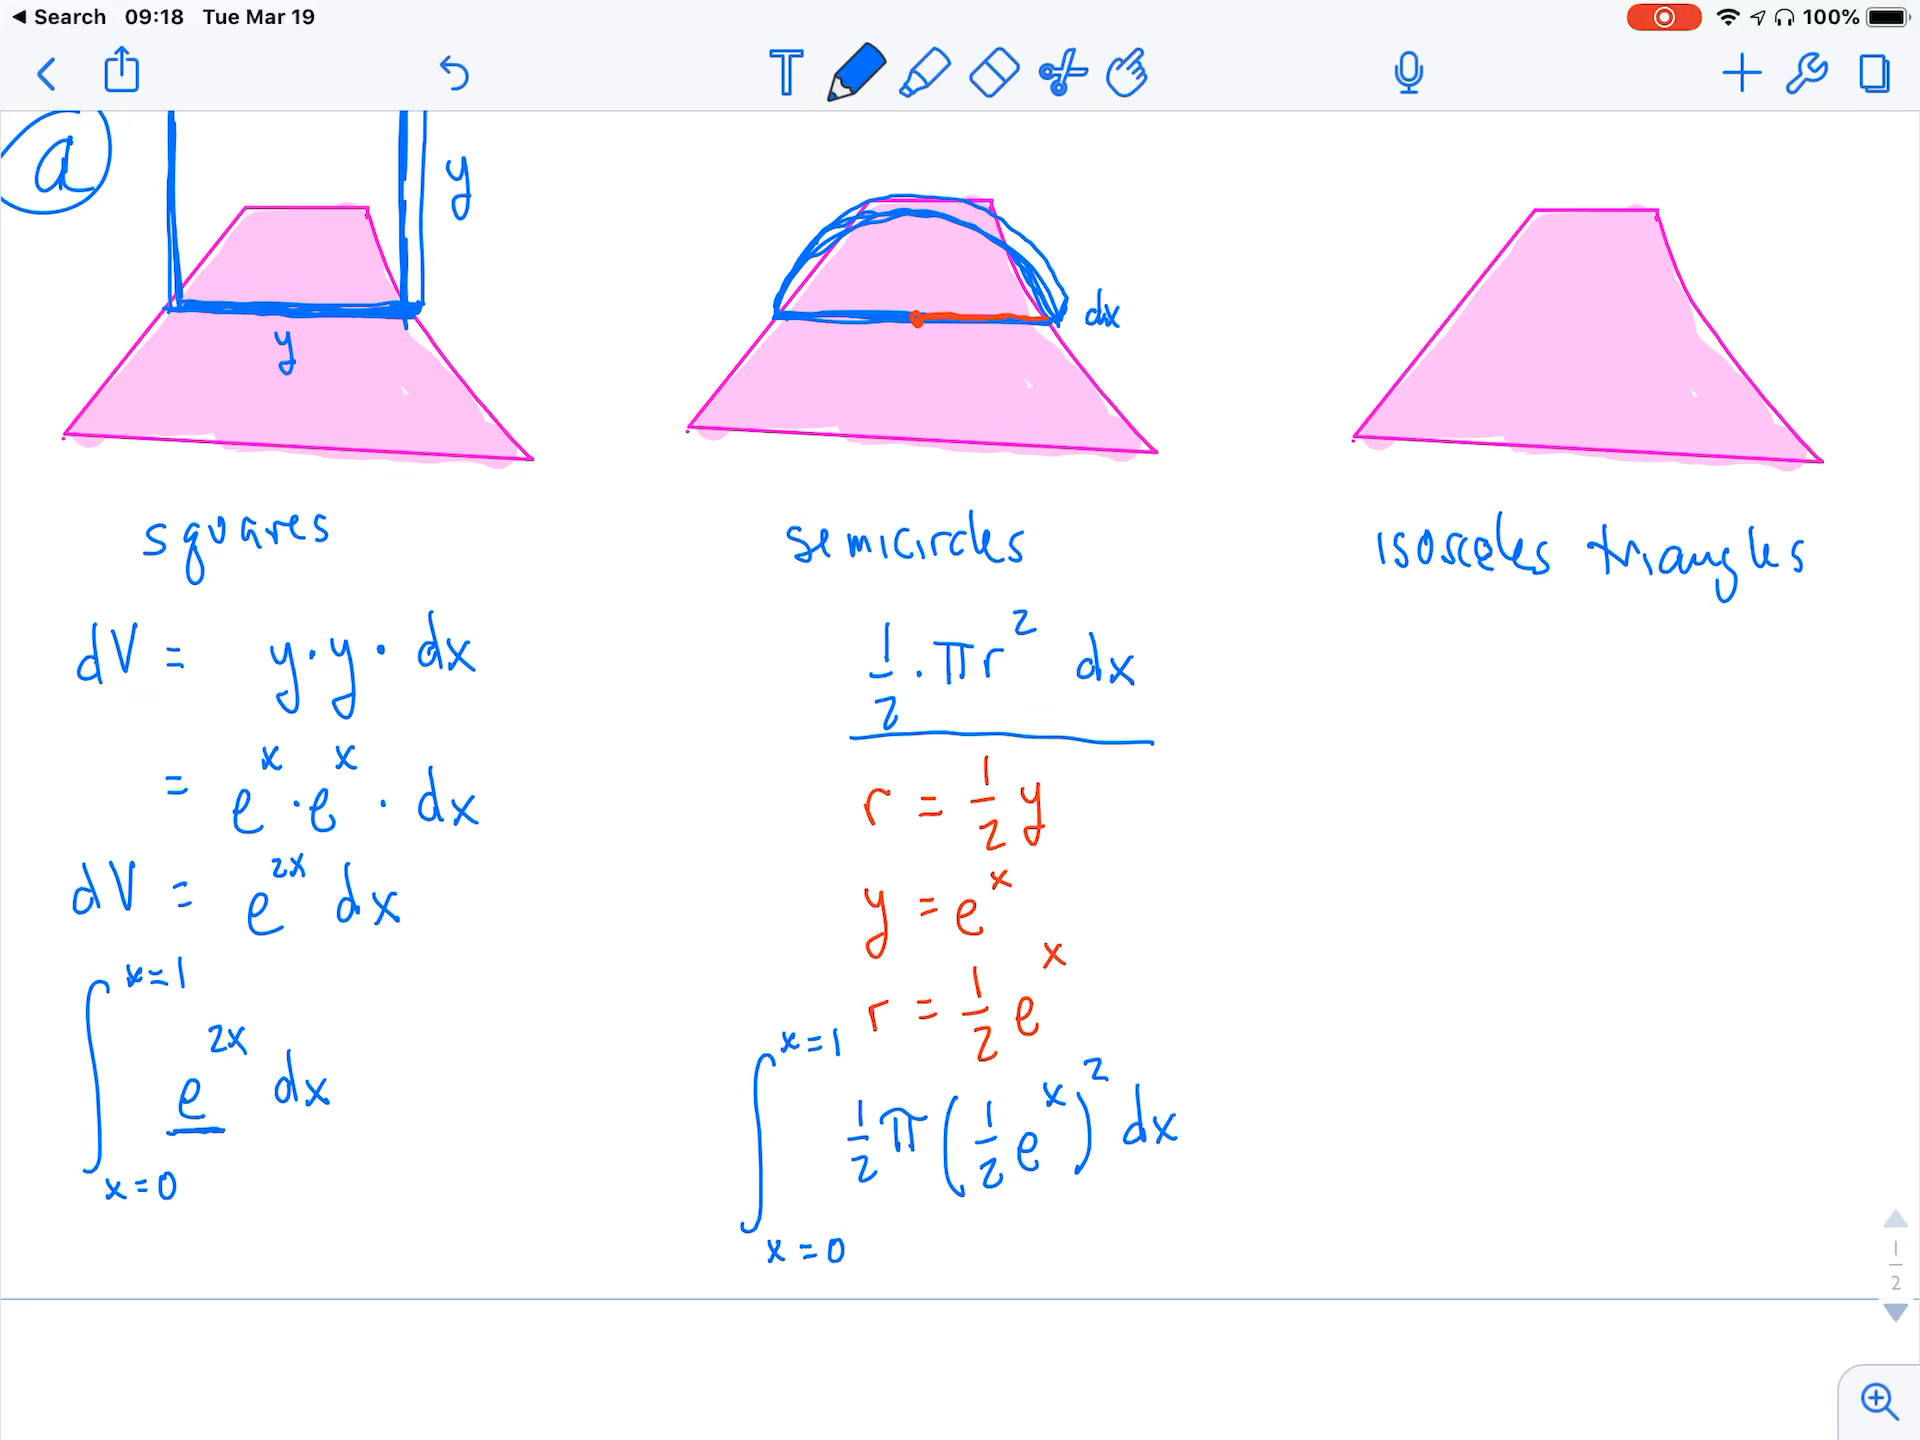 ◀ Search 09:18 Tue Mar 19 100%
T
a
y
y
dx
squares
dV = y · y · dx
= e^x · e^x · dx
dV = e^2x dx
∫ x=1 x=0 e^2x dx
semicircles
1/2 · πr^2 dx
r = 1/2 y
y = e^x
r = 1/2 e^x
∫ x=1 x=0 1/2 π (1/2 e^x)^2 dx
isosceles triangles
1
2